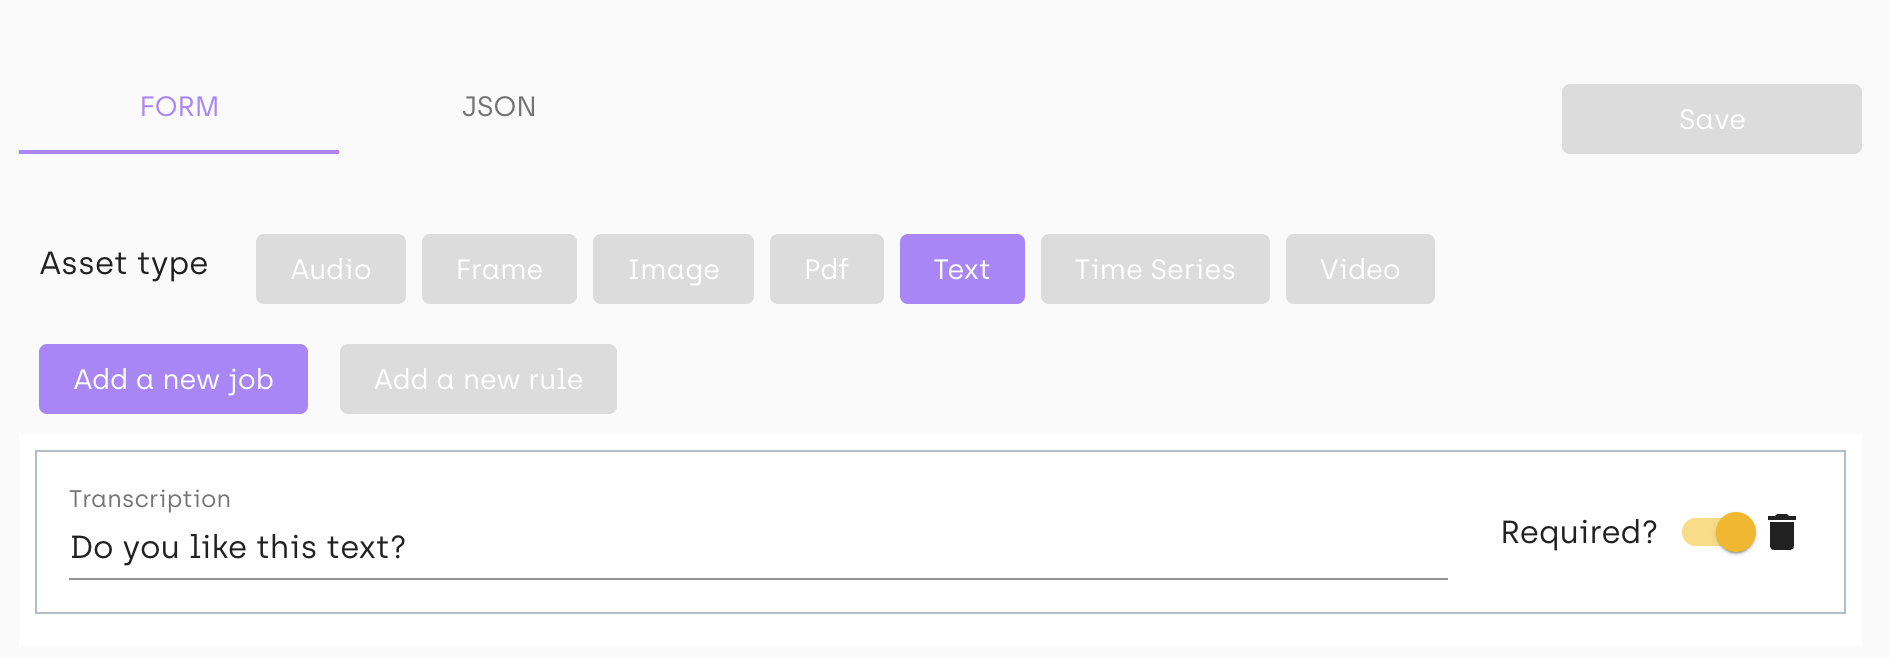 FORM JSON Save
Asset type Audio Frame Image Pdf Text Time Series Video
Add a new job Add a new rule
Transcription
Do you like this text?
Required?